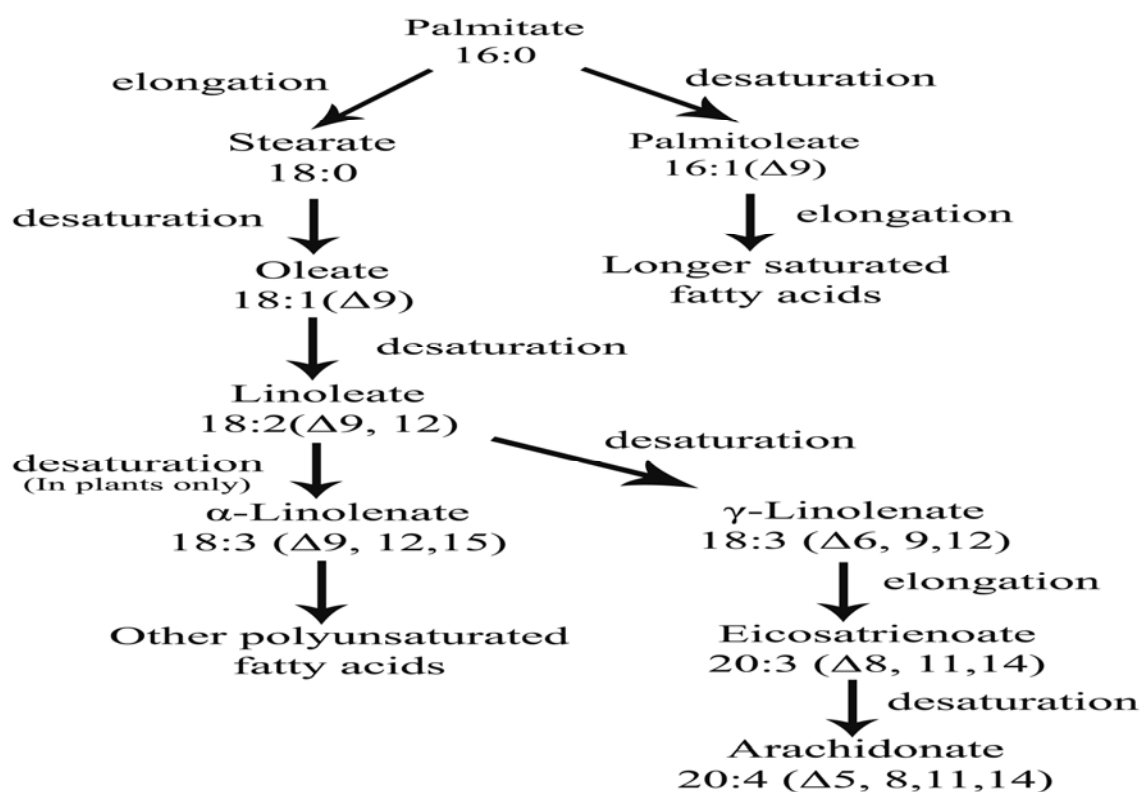 Palmitate
16:0
elongation
desaturation
Stearate
18:0
Palmitoleate
16:1(Δ9)
desaturation
elongation
Oleate
18:1(Δ9)
Longer saturated
fatty acids
desaturation
Linoleate
18:2(Δ9, 12)
desaturation
desaturation
(In plants only)
α-Linolenate
18:3 (Δ9, 12,15)
γ-Linolenate
18:3 (Δ6, 9,12)
elongation
Other polyunsaturated
fatty acids
Eicosatrienoate
20:3 (Δ8, 11,14)
desaturation
Arachidonate
20:4 (Δ5, 8,11,14)